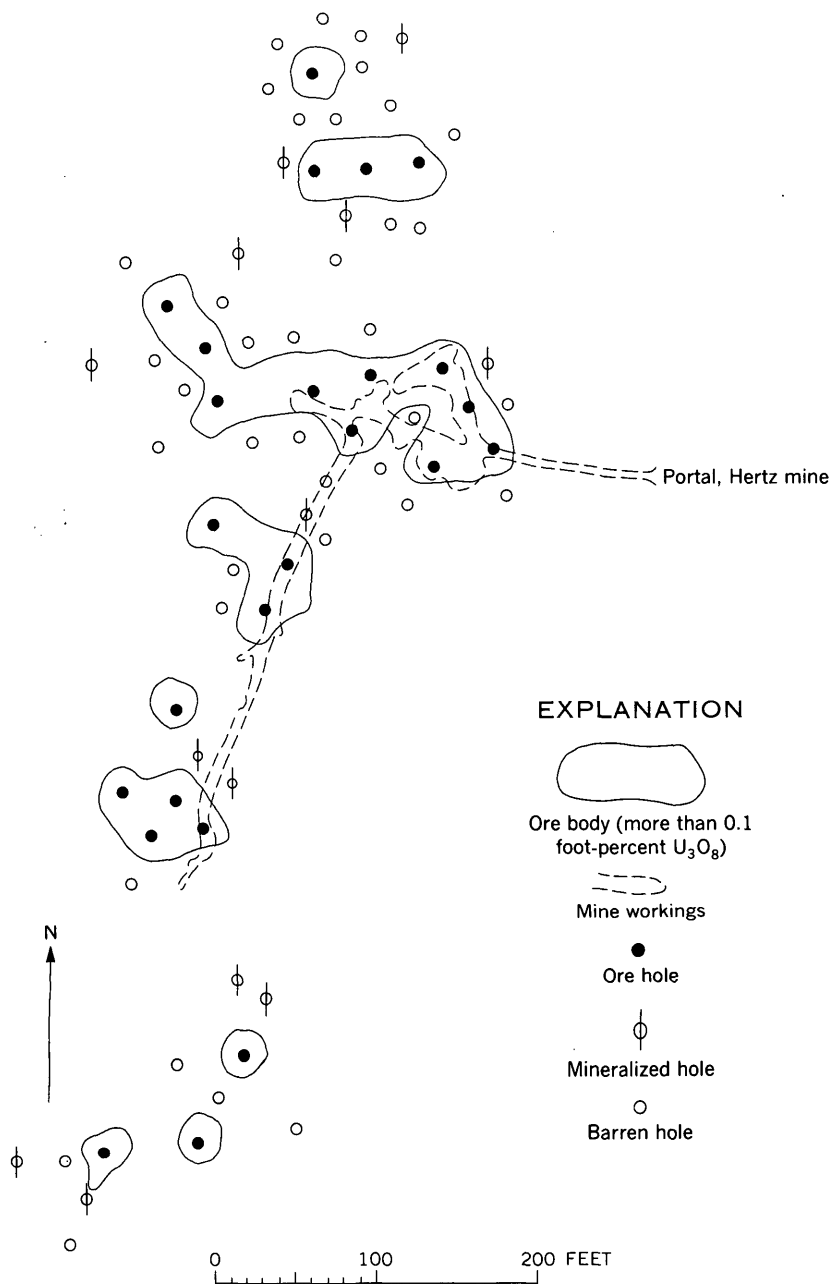 Portal, Hertz mine
EXPLANATION
Ore body (more than 0.1
foot-percent U₃O₈)
Mine workings
Ore hole
Mineralized hole
Barren hole
N
0 100 200 FEET